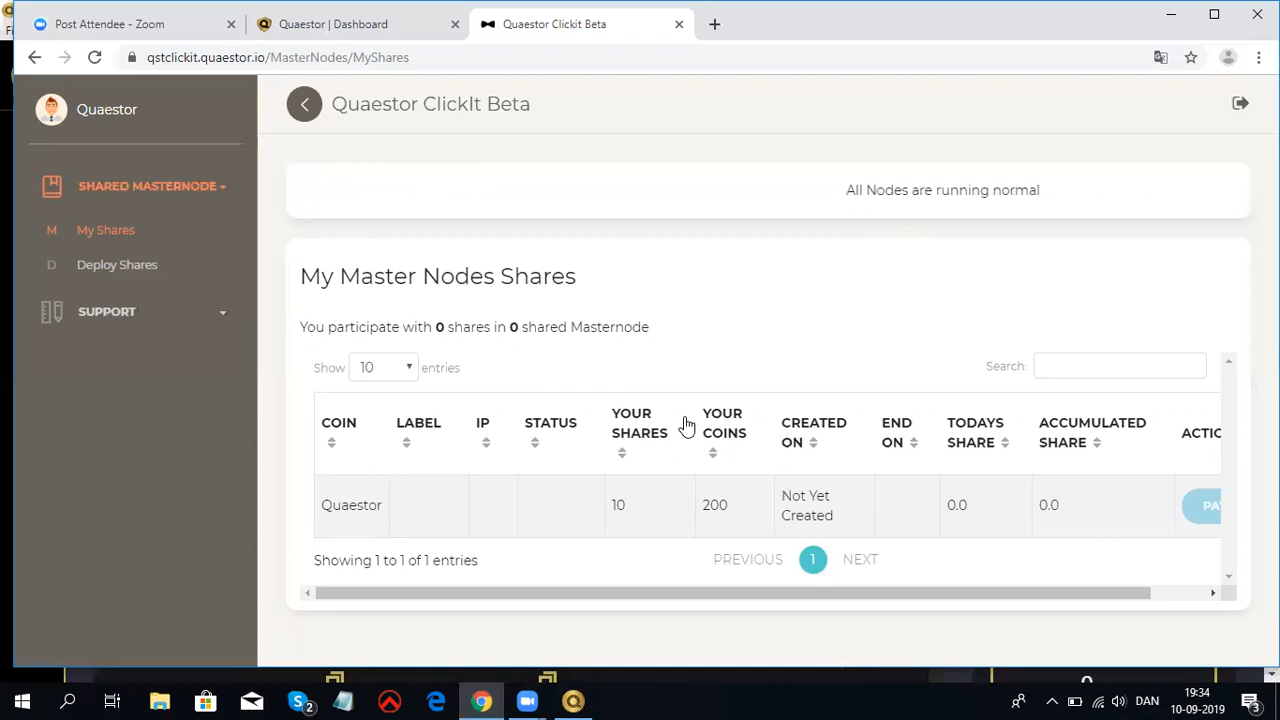 Post Attendee - Zoom
Quaestor | Dashboard
Quaestor Clickit Beta
qstclickit.quaestor.io/MasterNodes/MyShares
Quaestor
Quaestor ClickIt Beta
SHARED MASTERNODE
M My Shares
D Deploy Shares
SUPPORT
All Nodes are running normal
My Master Nodes Shares
You participate with 0 shares in 0 shared Masternode
Show 10 entries
Search:
COIN LABEL IP STATUS YOUR SHARES YOUR COINS CREATED ON END ON TODAYS SHARE ACCUMULATED SHARE ACTIC
Quaestor 10 200 Not Yet Created 0.0 0.0 PA
Showing 1 to 1 of 1 entries
PREVIOUS 1 NEXT
2
DAN
19:34
10-09-2019
3